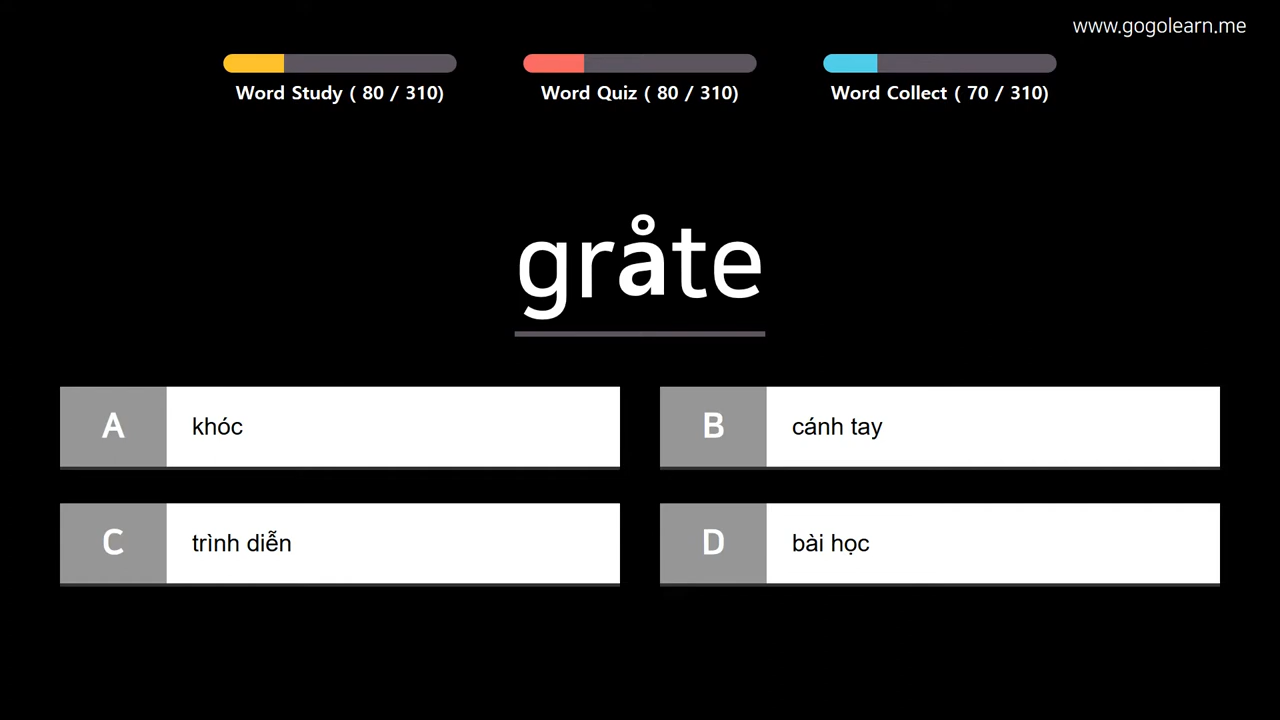 www.gogolearn.me
Word Study ( 80 / 310)
Word Quiz ( 80 / 310)
Word Collect ( 70 / 310)
gråte
A khóc
B cánh tay
C trình diễn
D bài học